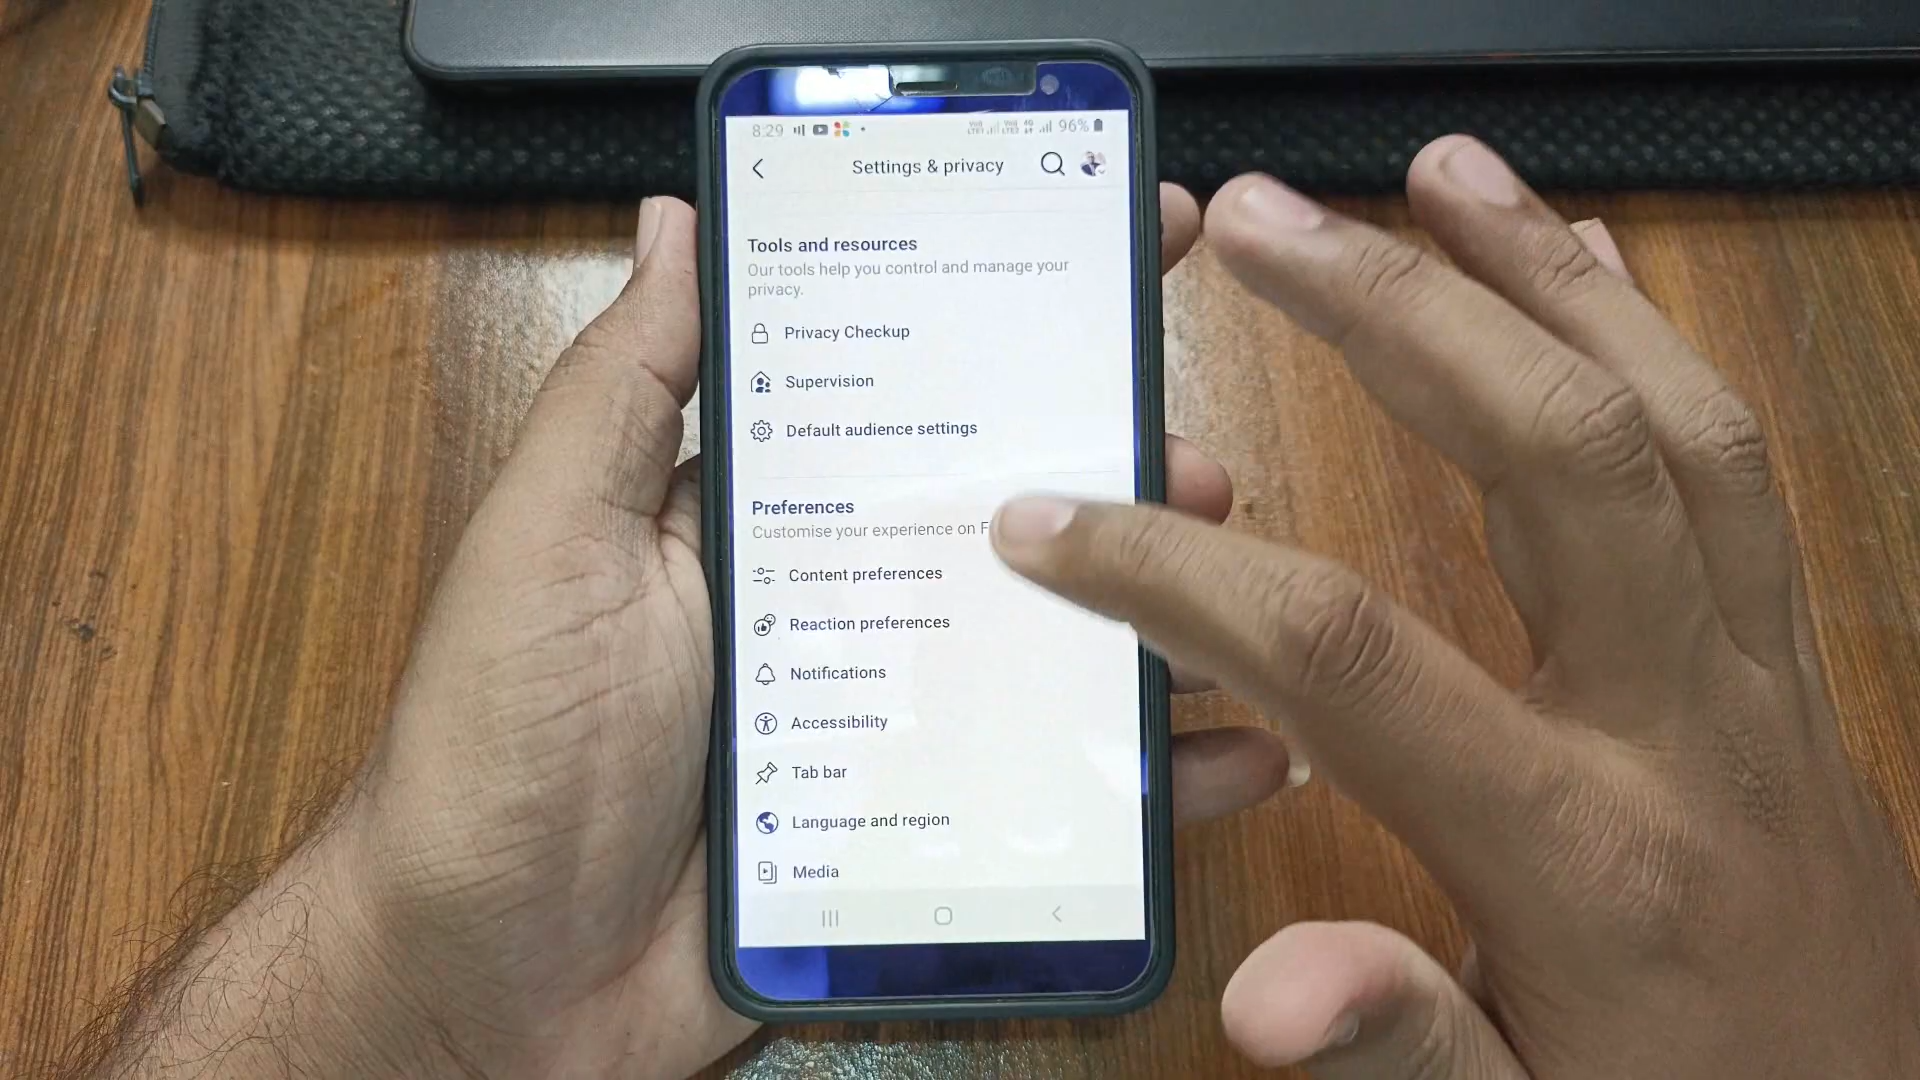 8:29 96%
Settings & privacy
Tools and resources
Our tools help you control and manage your
privacy.
Privacy Checkup
Supervision
Default audience settings
Preferences
Customise your experience on F
Content preferences
Reaction preferences
Notifications
Accessibility
Tab bar
Language and region
Media